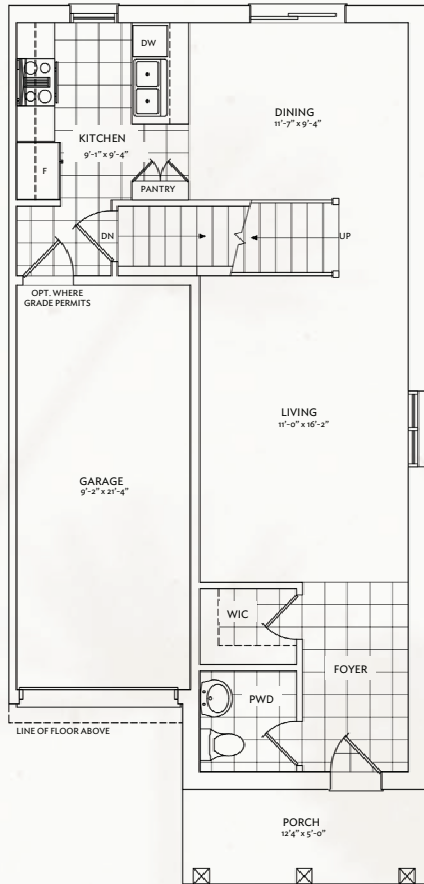 DW
DINING
11'-7" x 9'-4"
KITCHEN
9'-1" x 9'-4"
F
PANTRY
DN
UP
OPT. WHERE
GRADE PERMITS
LIVING
11'-0" x 16'-2"
GARAGE
9'-2" x 21'-4"
WIC
FOYER
PWD
LINE OF FLOOR ABOVE
PORCH
12'4" x 5'-0"